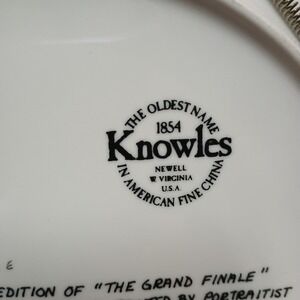 THE OLDEST NAME
1854
Knowles
NEWELL
W VIRGINIA
U.S.A
IN AMERICAN FINE CHINA
E
EDITION OF "THE GRAND FINALE"
BY PORTRAITIST